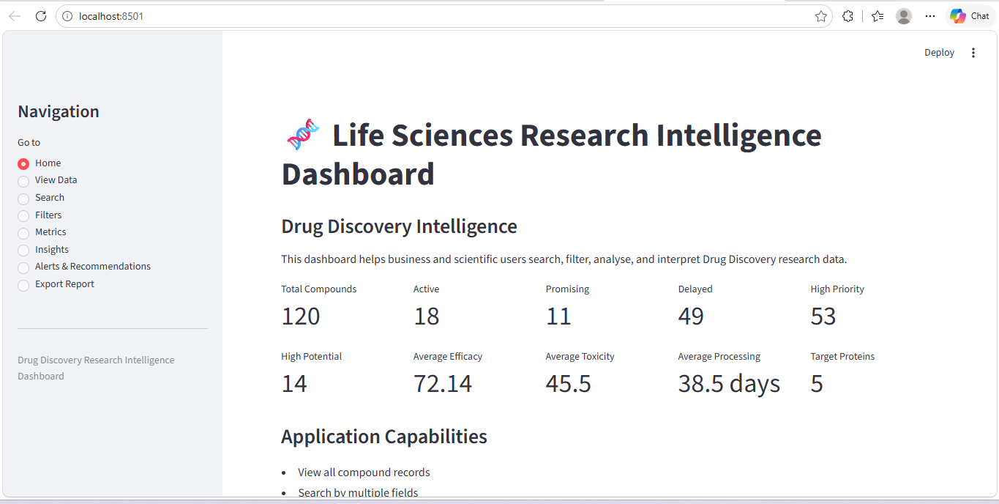 localhost:8501
Chat
Deploy
Navigation
Go to
Home
View Data
Search
Filters
Metrics
Insights
Alerts & Recommendations
Export Report
Drug Discovery Research Intelligence
Dashboard
🧬 Life Sciences Research Intelligence
Dashboard
Drug Discovery Intelligence
This dashboard helps business and scientific users search, filter, analyse, and interpret Drug Discovery research data.
Total Compounds
120
Active
18
Promising
11
Delayed
49
High Priority
53
High Potential
14
Average Efficacy
72.14
Average Toxicity
45.5
Average Processing
38.5 days
Target Proteins
5
Application Capabilities
• View all compound records
• Search by multiple fields